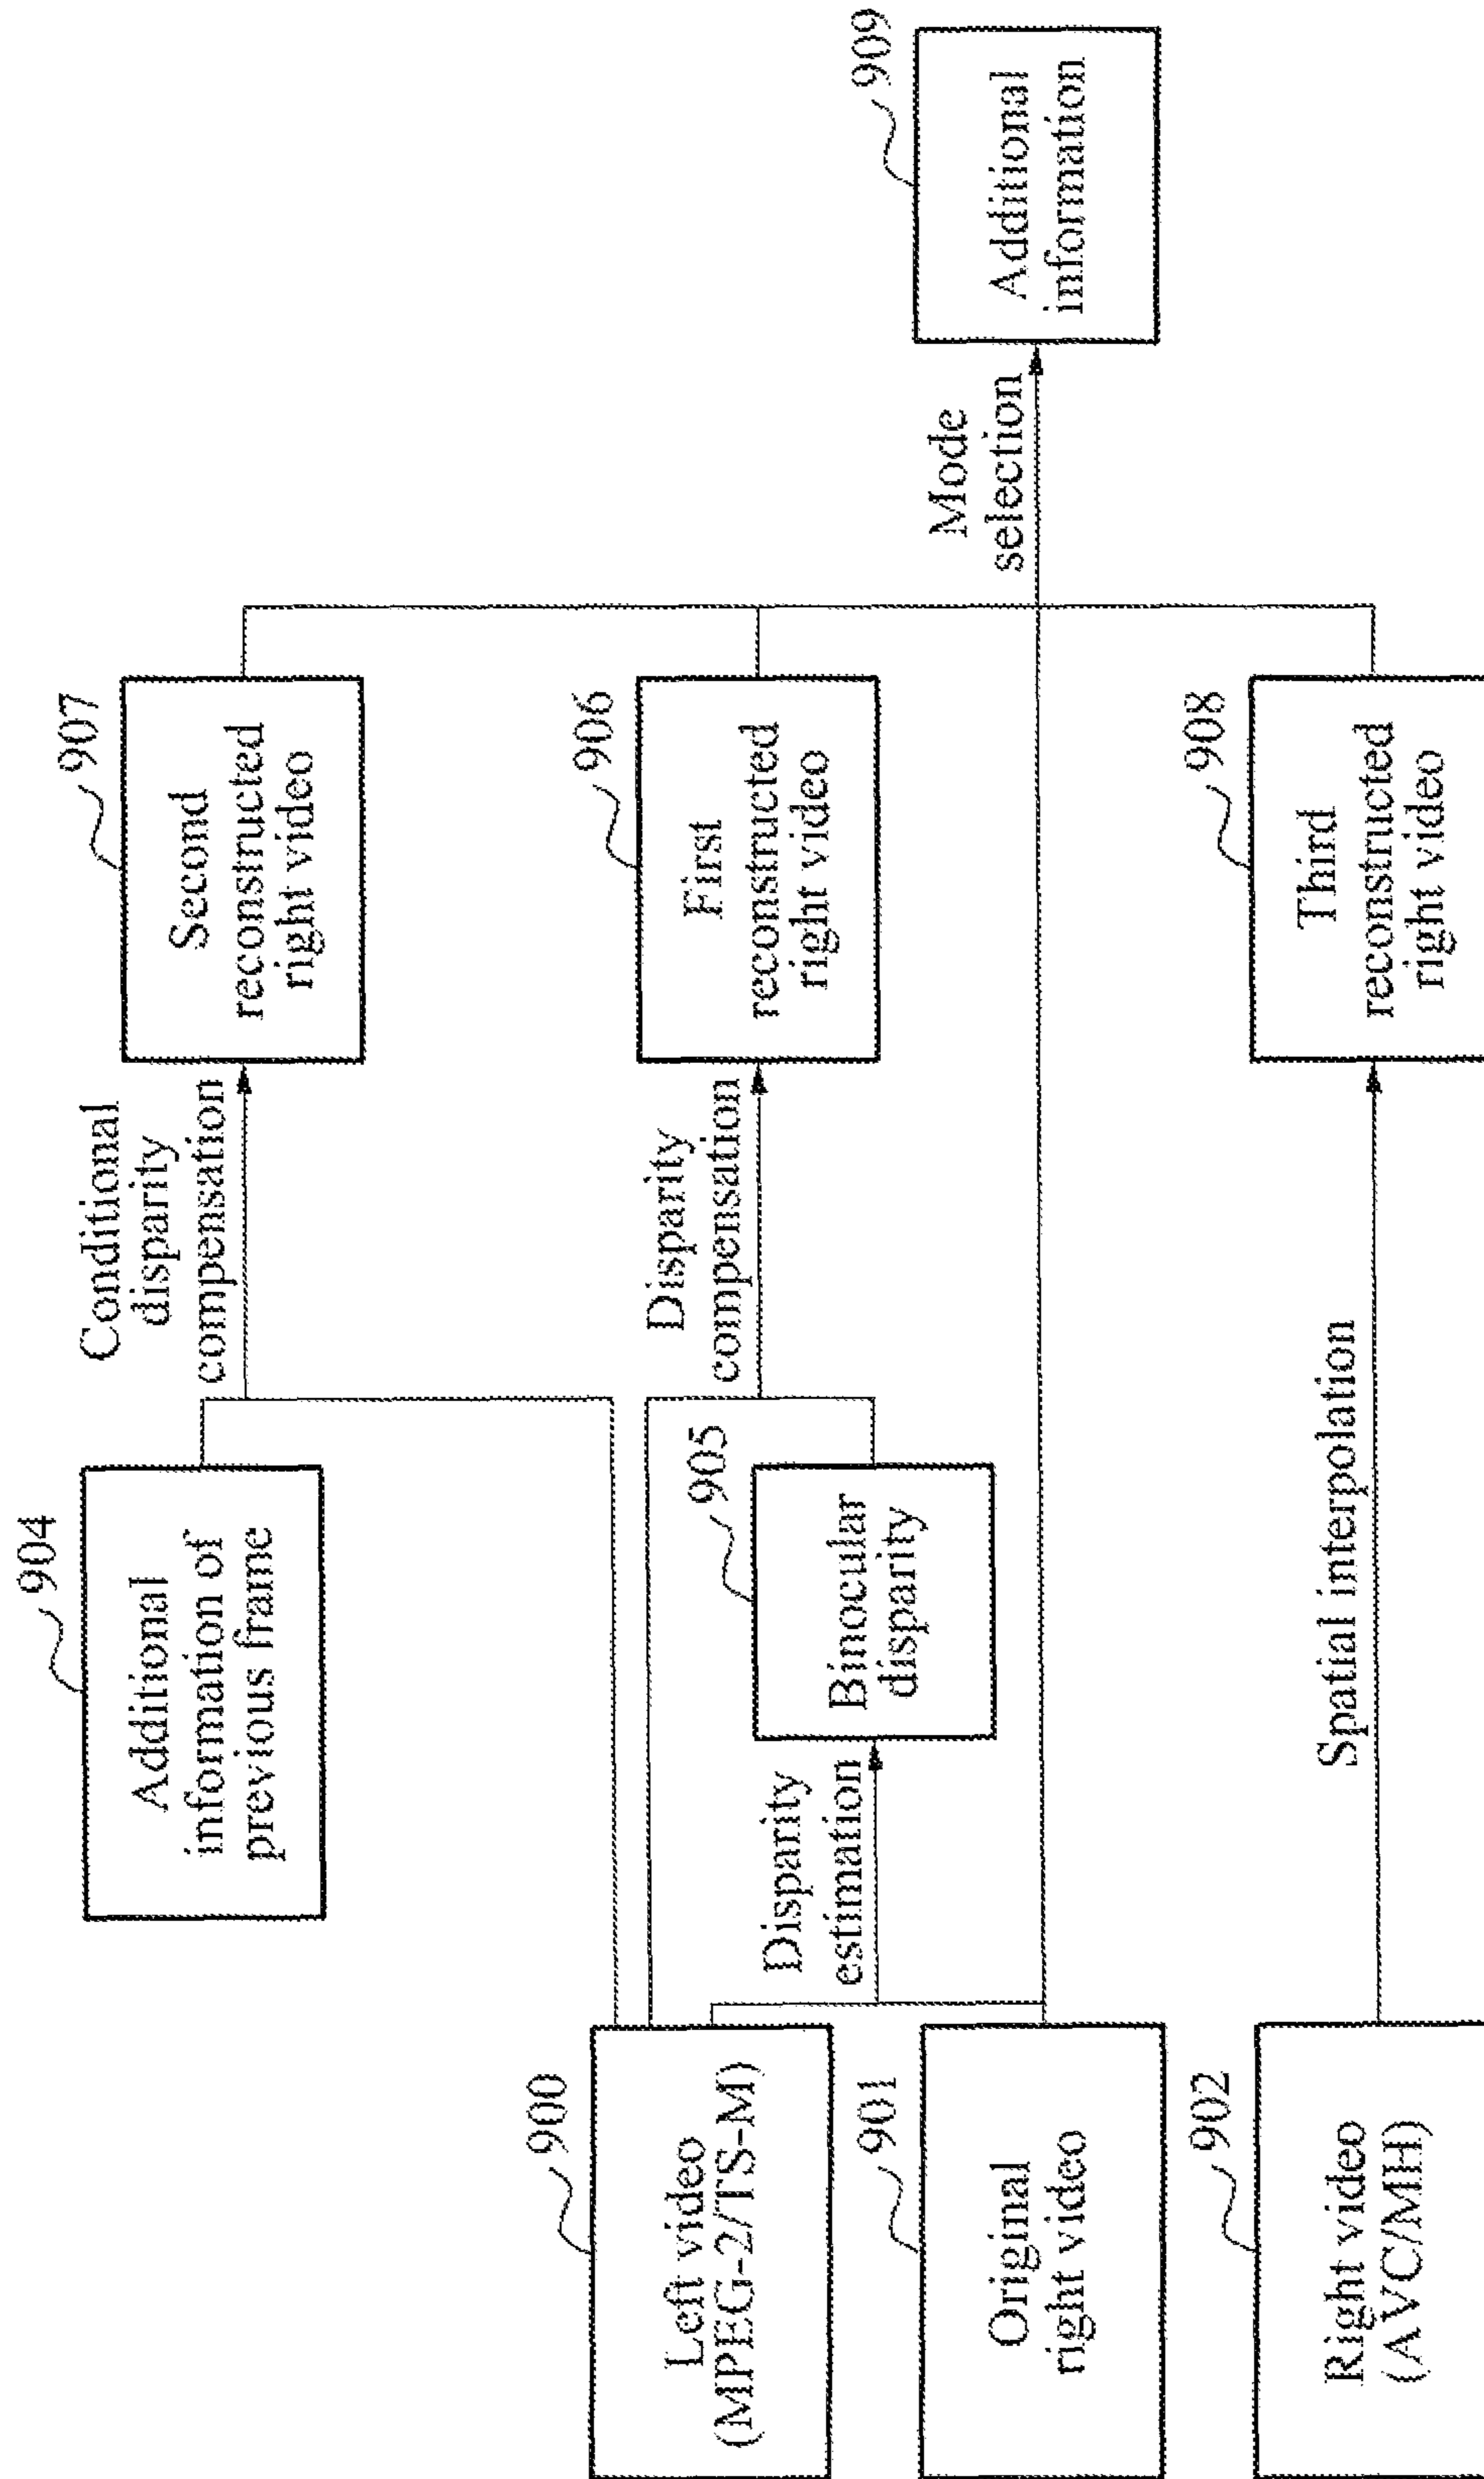 904
Additional
information of
previous frame
Conditional
disparity
compensation
907
Second
reconstructed
right video
900
Left video
(MPEG-2/TS-M)
Disparity
estimation
905
Binocular
disparity
Disparity
compensation
906
First
reconstructed
right video
901
Original
right video
Mode
selection
909
Additional
information
902
Right video
(AVC/MH)
Spatial interpolation
908
Third
reconstructed
right video